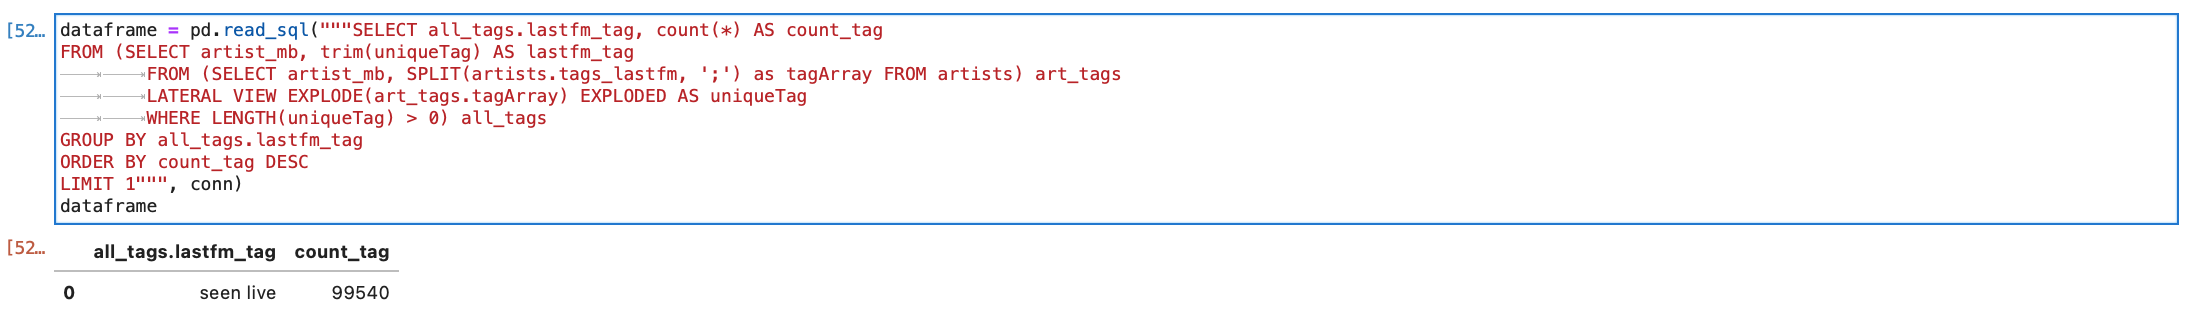 [52…
dataframe = pd.read_sql("""SELECT all_tags.lastfm_tag, count(*) AS count_tag
FROM (SELECT artist_mb, trim(uniqueTag) AS lastfm_tag
FROM (SELECT artist_mb, SPLIT(artists.tags_lastfm, ';') as tagArray FROM artists) art_tags
LATERAL VIEW EXPLODE(art_tags.tagArray) EXPLODED AS uniqueTag
WHERE LENGTH(uniqueTag) > 0) all_tags
GROUP BY all_tags.lastfm_tag
ORDER BY count_tag DESC
LIMIT 1""", conn)
dataframe
[52…
all_tags.lastfm_tag count_tag
0 seen live 99540